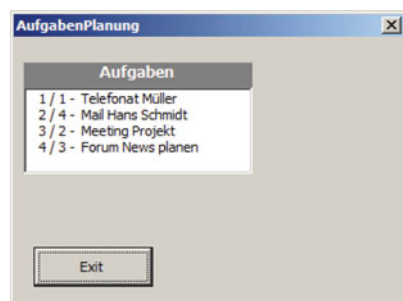 AufgabenPlanung
Aufgaben
1 / 1 - Telefonat Müller
2 / 4 - Mail Hans Schmidt
3 / 2 - Meeting Projekt
4 / 3 - Forum News planen
Exit